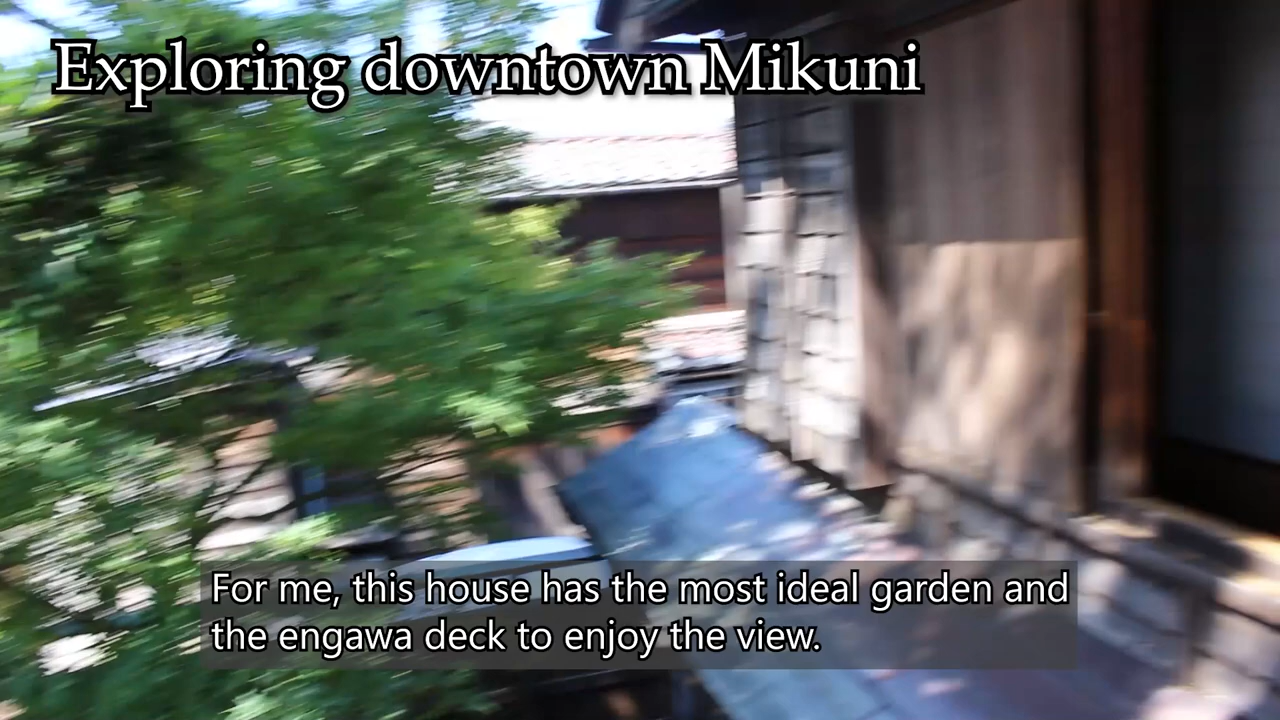 Exploring downtown Mikuni
For me, this house has the most ideal garden and
the engawa deck to enjoy the view.